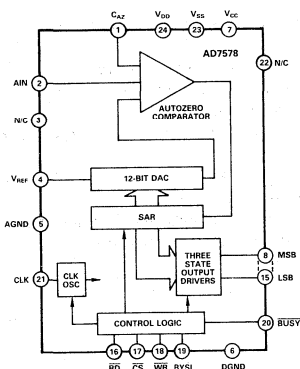 CAZ VDD VSS VCC
1 24 23 7
AD7578
22 N/C
AIN 2
AUTOZERO
COMPARATOR
N/C
3
VREF 4
12-BIT DAC
AGND
5
SAR
THREE
STATE
OUTPUT
DRIVERS
8 MSB
15 LSB
CLK 21
CLK
OSC
CONTROL LOGIC
20 BUSY
16 17 18 19 6
RD CS WR BYSL DGND